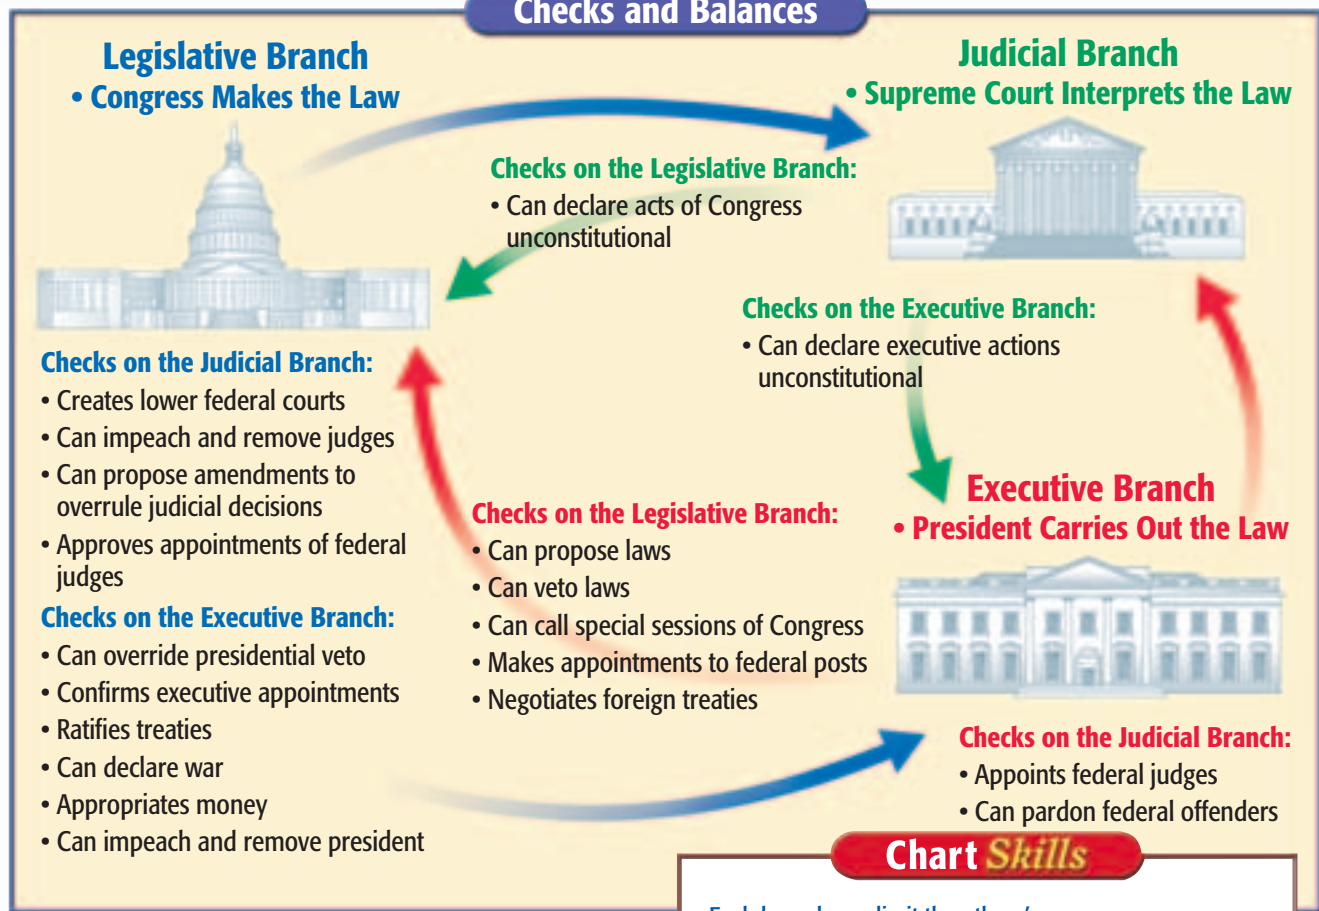 Checks and Balances
Legislative Branch
• Congress Makes the Law
Judicial Branch
• Supreme Court Interprets the Law
Checks on the Legislative Branch:
• Can declare acts of Congress
unconstitutional
Checks on the Executive Branch:
• Can declare executive actions
unconstitutional
Checks on the Judicial Branch:
• Creates lower federal courts
• Can impeach and remove judges
• Can propose amendments to
overrule judicial decisions
• Approves appointments of federal
judges
Checks on the Executive Branch:
• Can override presidential veto
• Confirms executive appointments
• Ratifies treaties
• Can declare war
• Appropriates money
• Can impeach and remove president
Checks on the Legislative Branch:
• Can propose laws
• Can veto laws
• Can call special sessions of Congress
• Makes appointments to federal posts
• Negotiates foreign treaties
Executive Branch
• President Carries Out the Law
Checks on the Judicial Branch:
• Appoints federal judges
• Can pardon federal offenders
Chart Skills